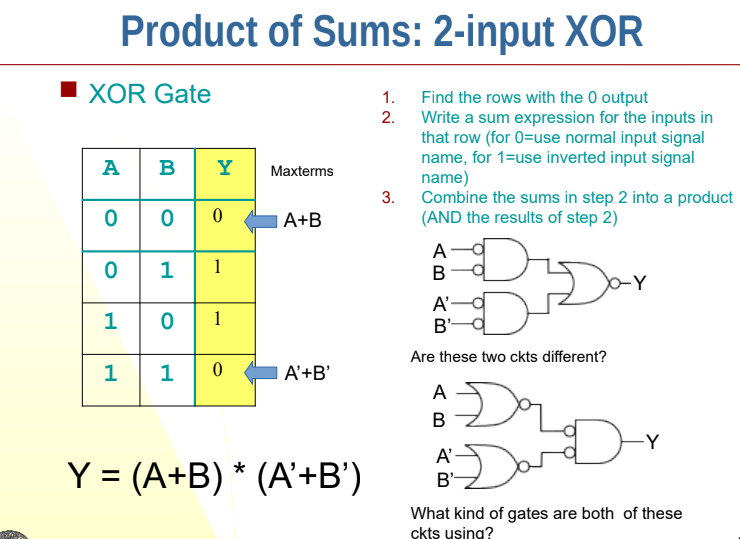 Product of Sums: 2-input XOR
XOR Gate
A B Y Maxterms
0 0 0 A+B
0 1 1
1 0 1
1 1 0 A'+B'
Y = (A+B) * (A'+B')
1. Find the rows with the 0 output
2. Write a sum expression for the inputs in
that row (for 0=use normal input signal
name, for 1=use inverted input signal
name)
3. Combine the sums in step 2 into a product
(AND the results of step 2)
A
B
Y
A'
B'
Are these two ckts different?
A
B
Y
A'
B'
What kind of gates are both of these
ckts using?